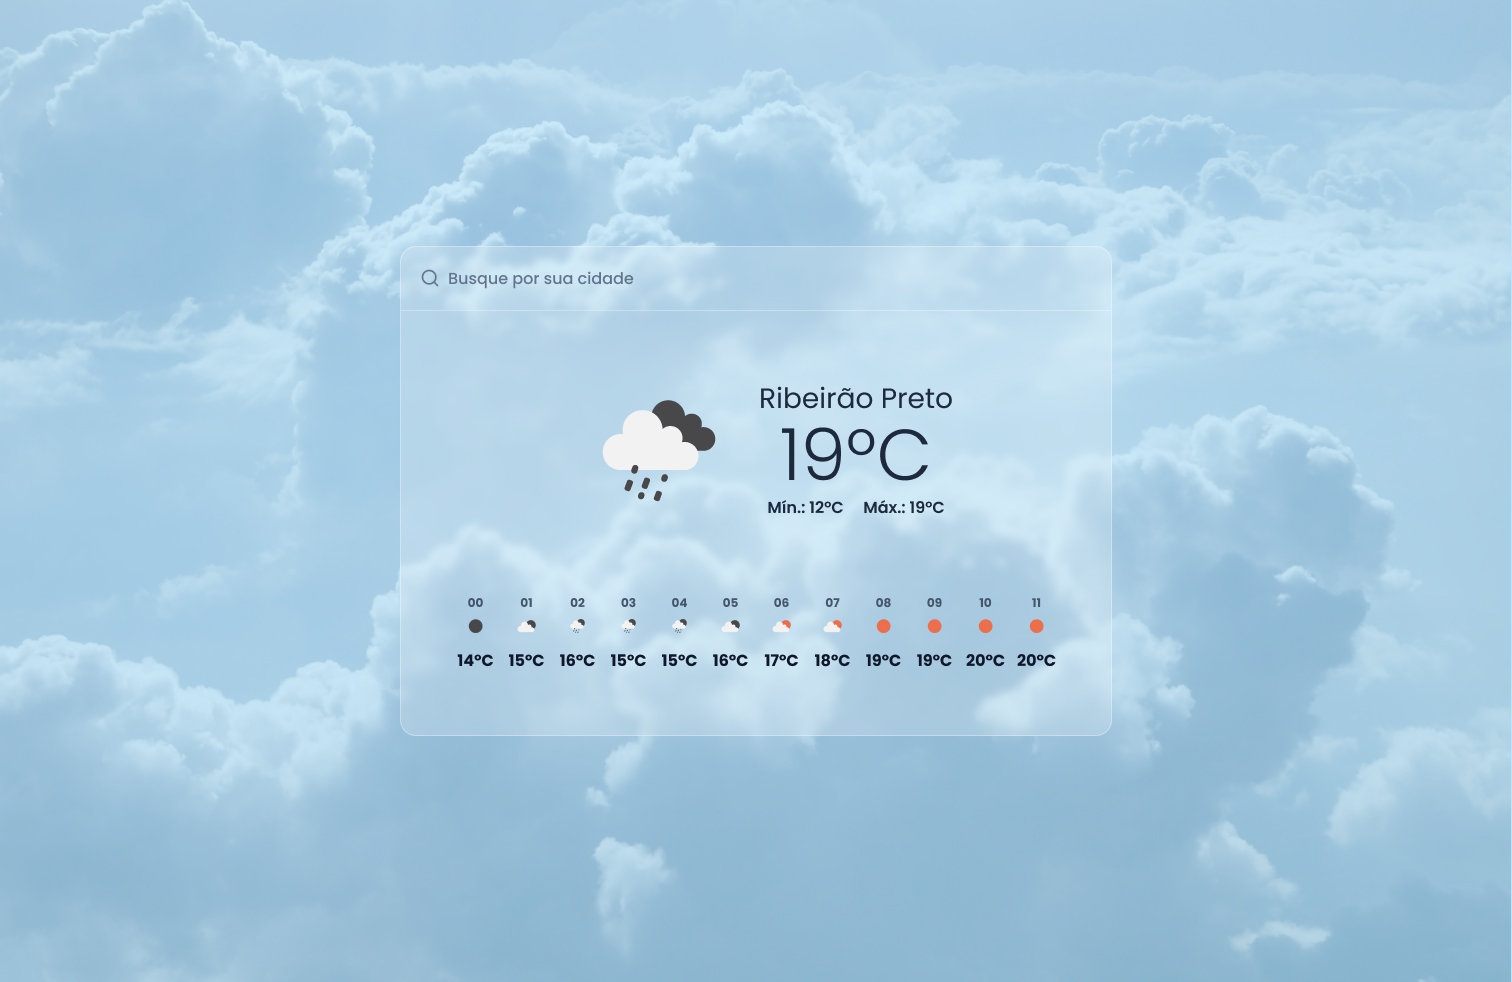 Busque por sua cidade
Ribeirão Preto
19ºC
Mín.: 12ºC Máx.: 19ºC
00 01 02 03 04 05 06 07 08 09 10 11
14ºC 15ºC 16ºC 15ºC 15ºC 16ºC 17ºC 18ºC 19ºC 19ºC 20ºC 20ºC